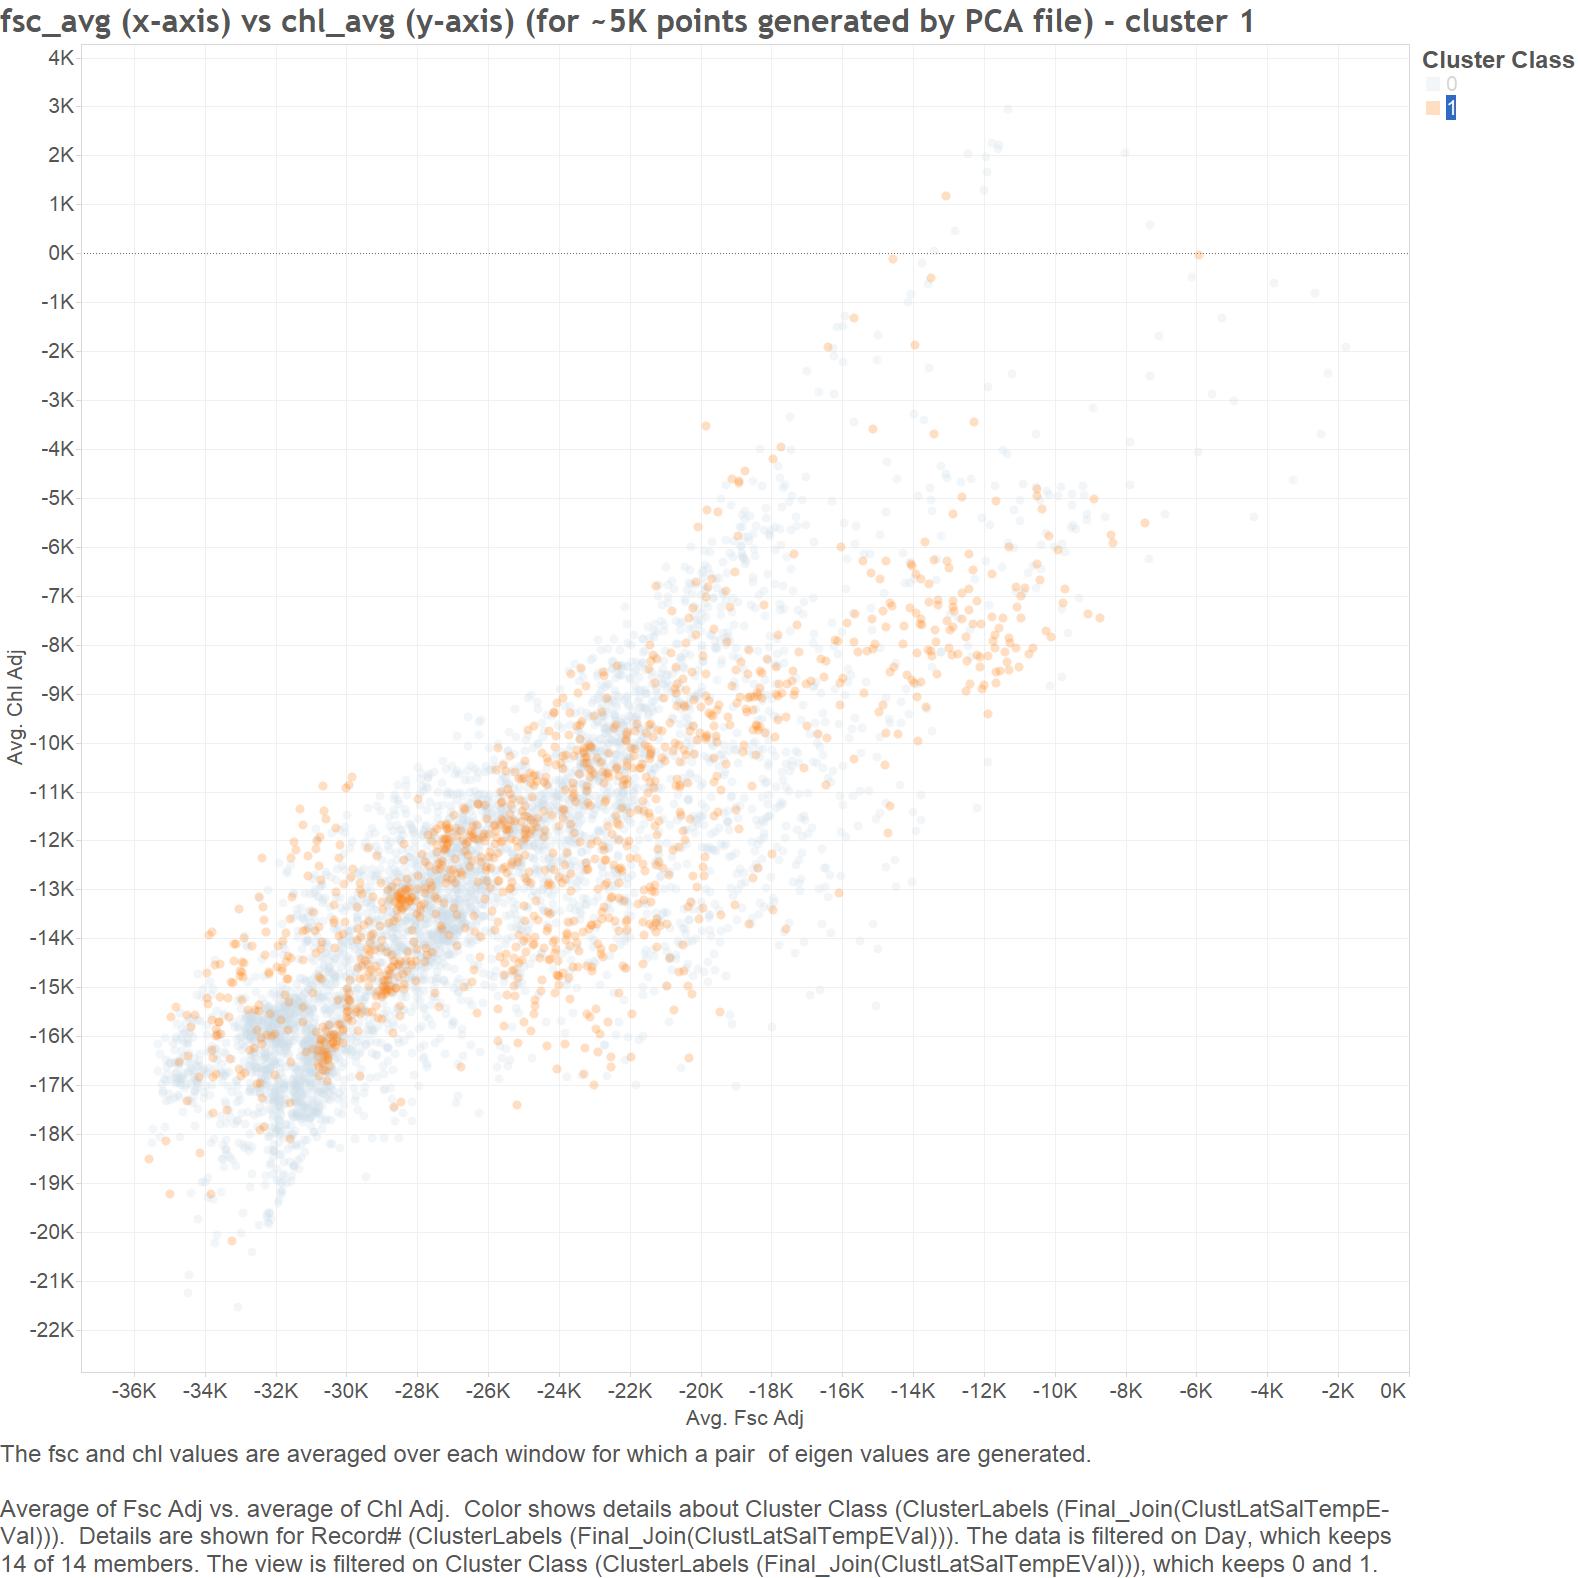 fsc_avg (x-axis) vs chl_avg (y-axis) (for ~5K points generated by PCA file) - cluster 1
Cluster Class
0
1
4K
3K
2K
1K
0K
-1K
-2K
-3K
-4K
-5K
-6K
-7K
-8K
-9K
-10K
-11K
-12K
-13K
-14K
-15K
-16K
-17K
-18K
-19K
-20K
-21K
-22K
Avg. Chl Adj
-36K -34K -32K -30K -28K -26K -24K -22K -20K -18K -16K -14K -12K -10K -8K -6K -4K -2K 0K
Avg. Fsc Adj
The fsc and chl values are averaged over each window for which a pair  of eigen values are generated.
Average of Fsc Adj vs. average of Chl Adj.  Color shows details about Cluster Class (ClusterLabels (Final_Join(ClustLatSalTempE-
Val))).  Details are shown for Record# (ClusterLabels (Final_Join(ClustLatSalTempEVal))). The data is filtered on Day, which keeps
14 of 14 members. The view is filtered on Cluster Class (ClusterLabels (Final_Join(ClustLatSalTempEVal))), which keeps 0 and 1.